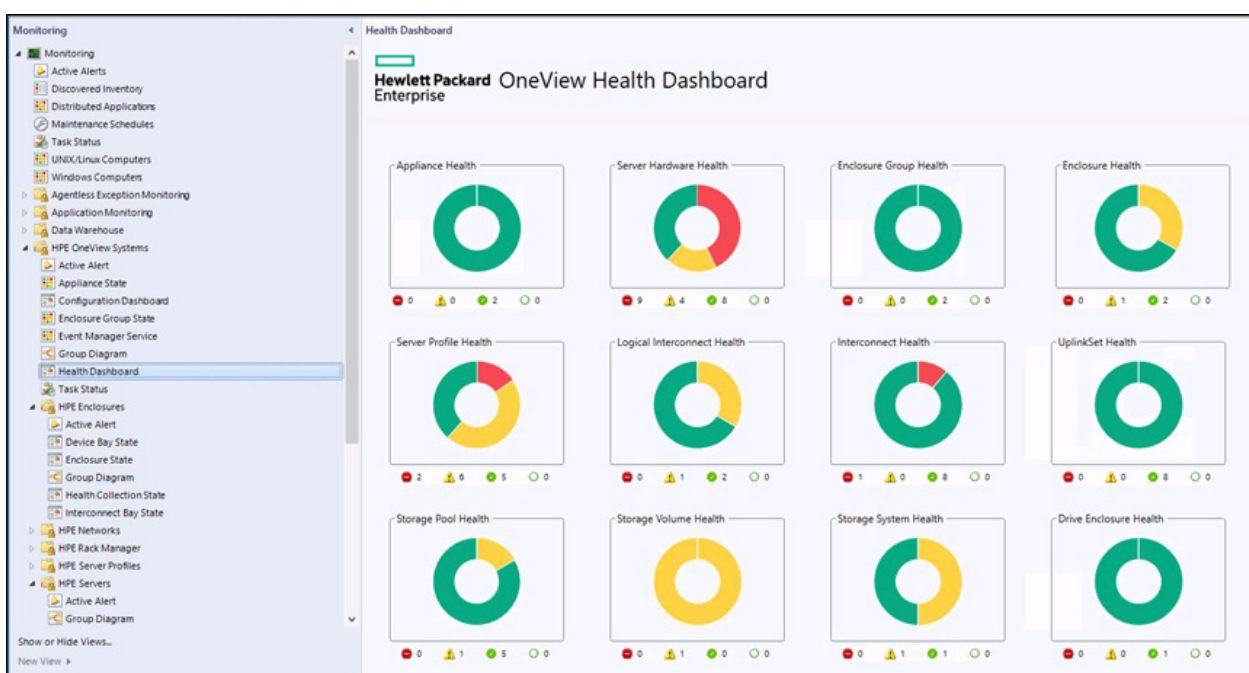 Monitoring
Monitoring
Active Alerts
Discovered Inventory
Distributed Applications
Maintenance Schedules
Task Status
UNIX/Linux Computers
Windows Computers
Agentless Exception Monitoring
Application Monitoring
Data Warehouse
HPE OneView Systems
Active Alert
Appliance State
Configuration Dashboard
Enclosure Group State
Event Manager Service
Group Diagram
Health Dashboard
Task Status
HPE Enclosures
Active Alert
Device Bay State
Enclosure State
Group Diagram
Health Collection State
Interconnect Bay State
HPE Networks
HPE Rack Manager
HPE Server Profiles
HPE Servers
Active Alert
Group Diagram
Show or Hide Views...
New View
Health Dashboard
Hewlett Packard OneView Health Dashboard
Enterprise
Appliance Health Server Hardware Health Enclosure Group Health Enclosure Health
0 0 2 0 9 4 8 0 0 0 2 0 0 1 2 0
Server Profile Health Logical Interconnect Health Interconnect Health UplinkSet Health
2 6 5 0 0 1 2 0 1 0 8 0 0 0 8 0
Storage Pool Health Storage Volume Health Storage System Health Drive Enclosure Health
0 1 5 0 0 1 0 0 0 1 1 0 0 0 1 0